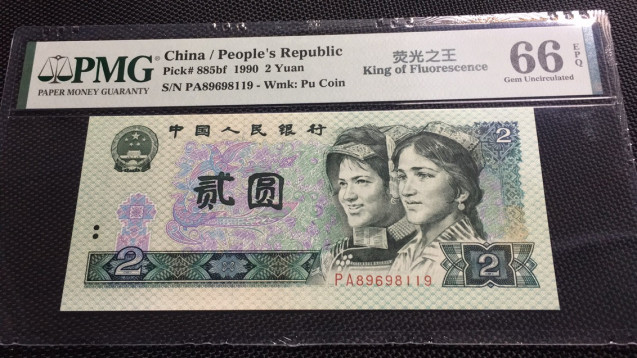 PMG
PAPER MONEY GUARANTY
China / People's Republic
Pick# 885bf 1990 2 Yuan
S/N PA89698119 - Wmk: Pu Coin
荧光之王
King of Fluorescence
66 EPQ
Gem Uncirculated
中国人民银行
2
贰圆
2
PA89698119
2